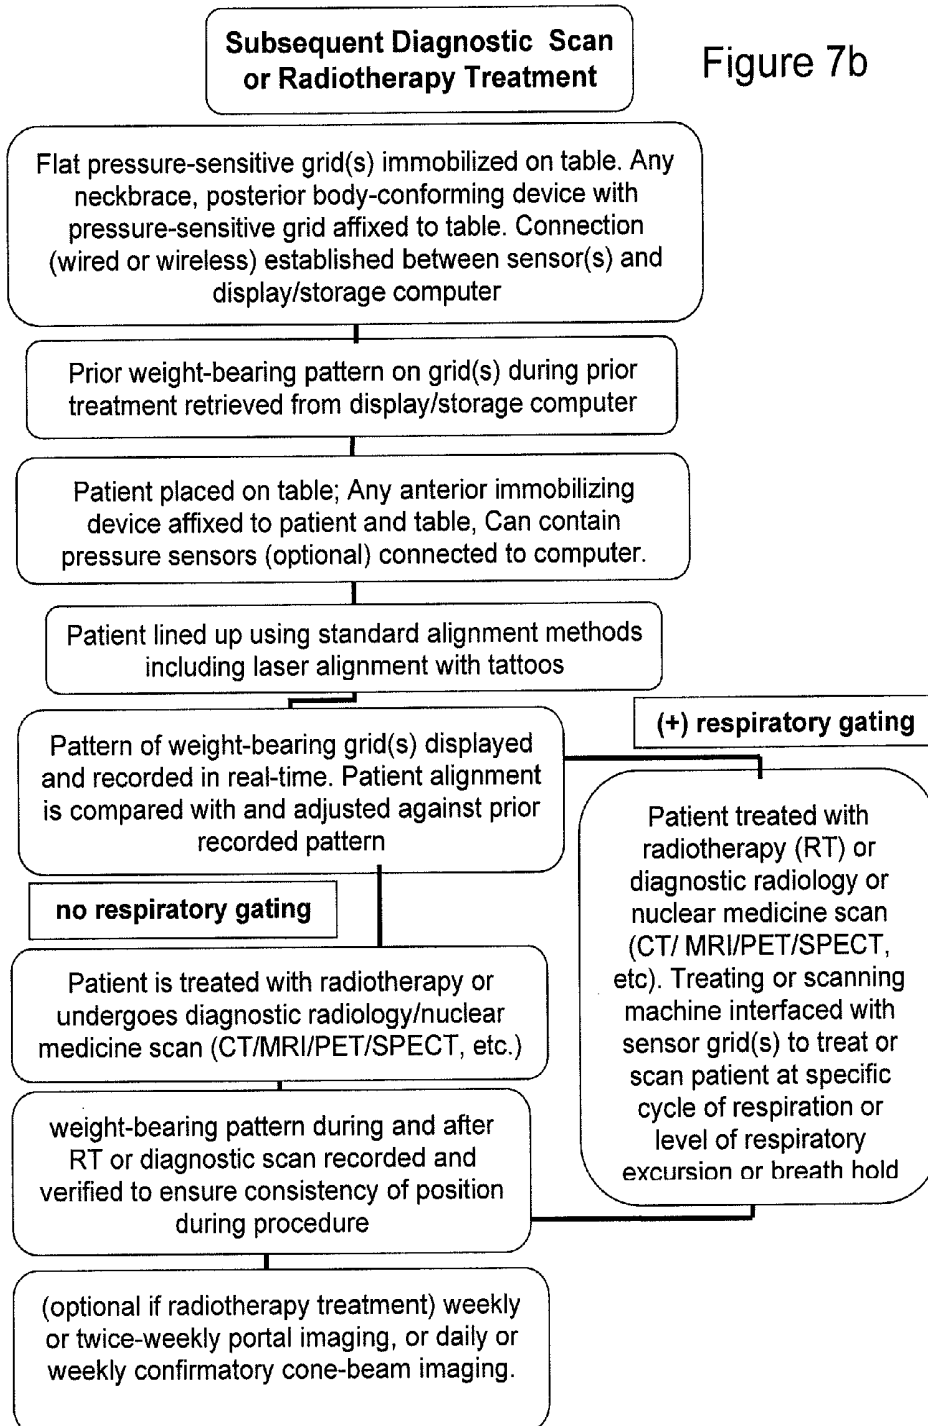 Subsequent Diagnostic Scan
or Radiotherapy Treatment
Figure 7b
Flat pressure-sensitive grid(s) immobilized on table. Any
neckbrace, posterior body-conforming device with
pressure-sensitive grid affixed to table. Connection
(wired or wireless) established between sensor(s) and
display/storage computer
Prior weight-bearing pattern on grid(s) during prior
treatment retrieved from display/storage computer
Patient placed on table; Any anterior immobilizing
device affixed to patient and table, Can contain
pressure sensors (optional) connected to computer.
Patient lined up using standard alignment methods
including laser alignment with tattoos
Pattern of weight-bearing grid(s) displayed
and recorded in real-time. Patient alignment
is compared with and adjusted against prior
recorded pattern
(+) respiratory gating
Patient treated with
radiotherapy (RT) or
diagnostic radiology or
nuclear medicine scan
(CT/ MRI/PET/SPECT,
etc). Treating or scanning
machine interfaced with
sensor grid(s) to treat or
scan patient at specific
cycle of respiration or
level of respiratory
excursion or breath hold
no respiratory gating
Patient is treated with radiotherapy or
undergoes diagnostic radiology/nuclear
medicine scan (CT/MRI/PET/SPECT, etc.)
weight-bearing pattern during and after
RT or diagnostic scan recorded and
verified to ensure consistency of position
during procedure
(optional if radiotherapy treatment) weekly
or twice-weekly portal imaging, or daily or
weekly confirmatory cone-beam imaging.